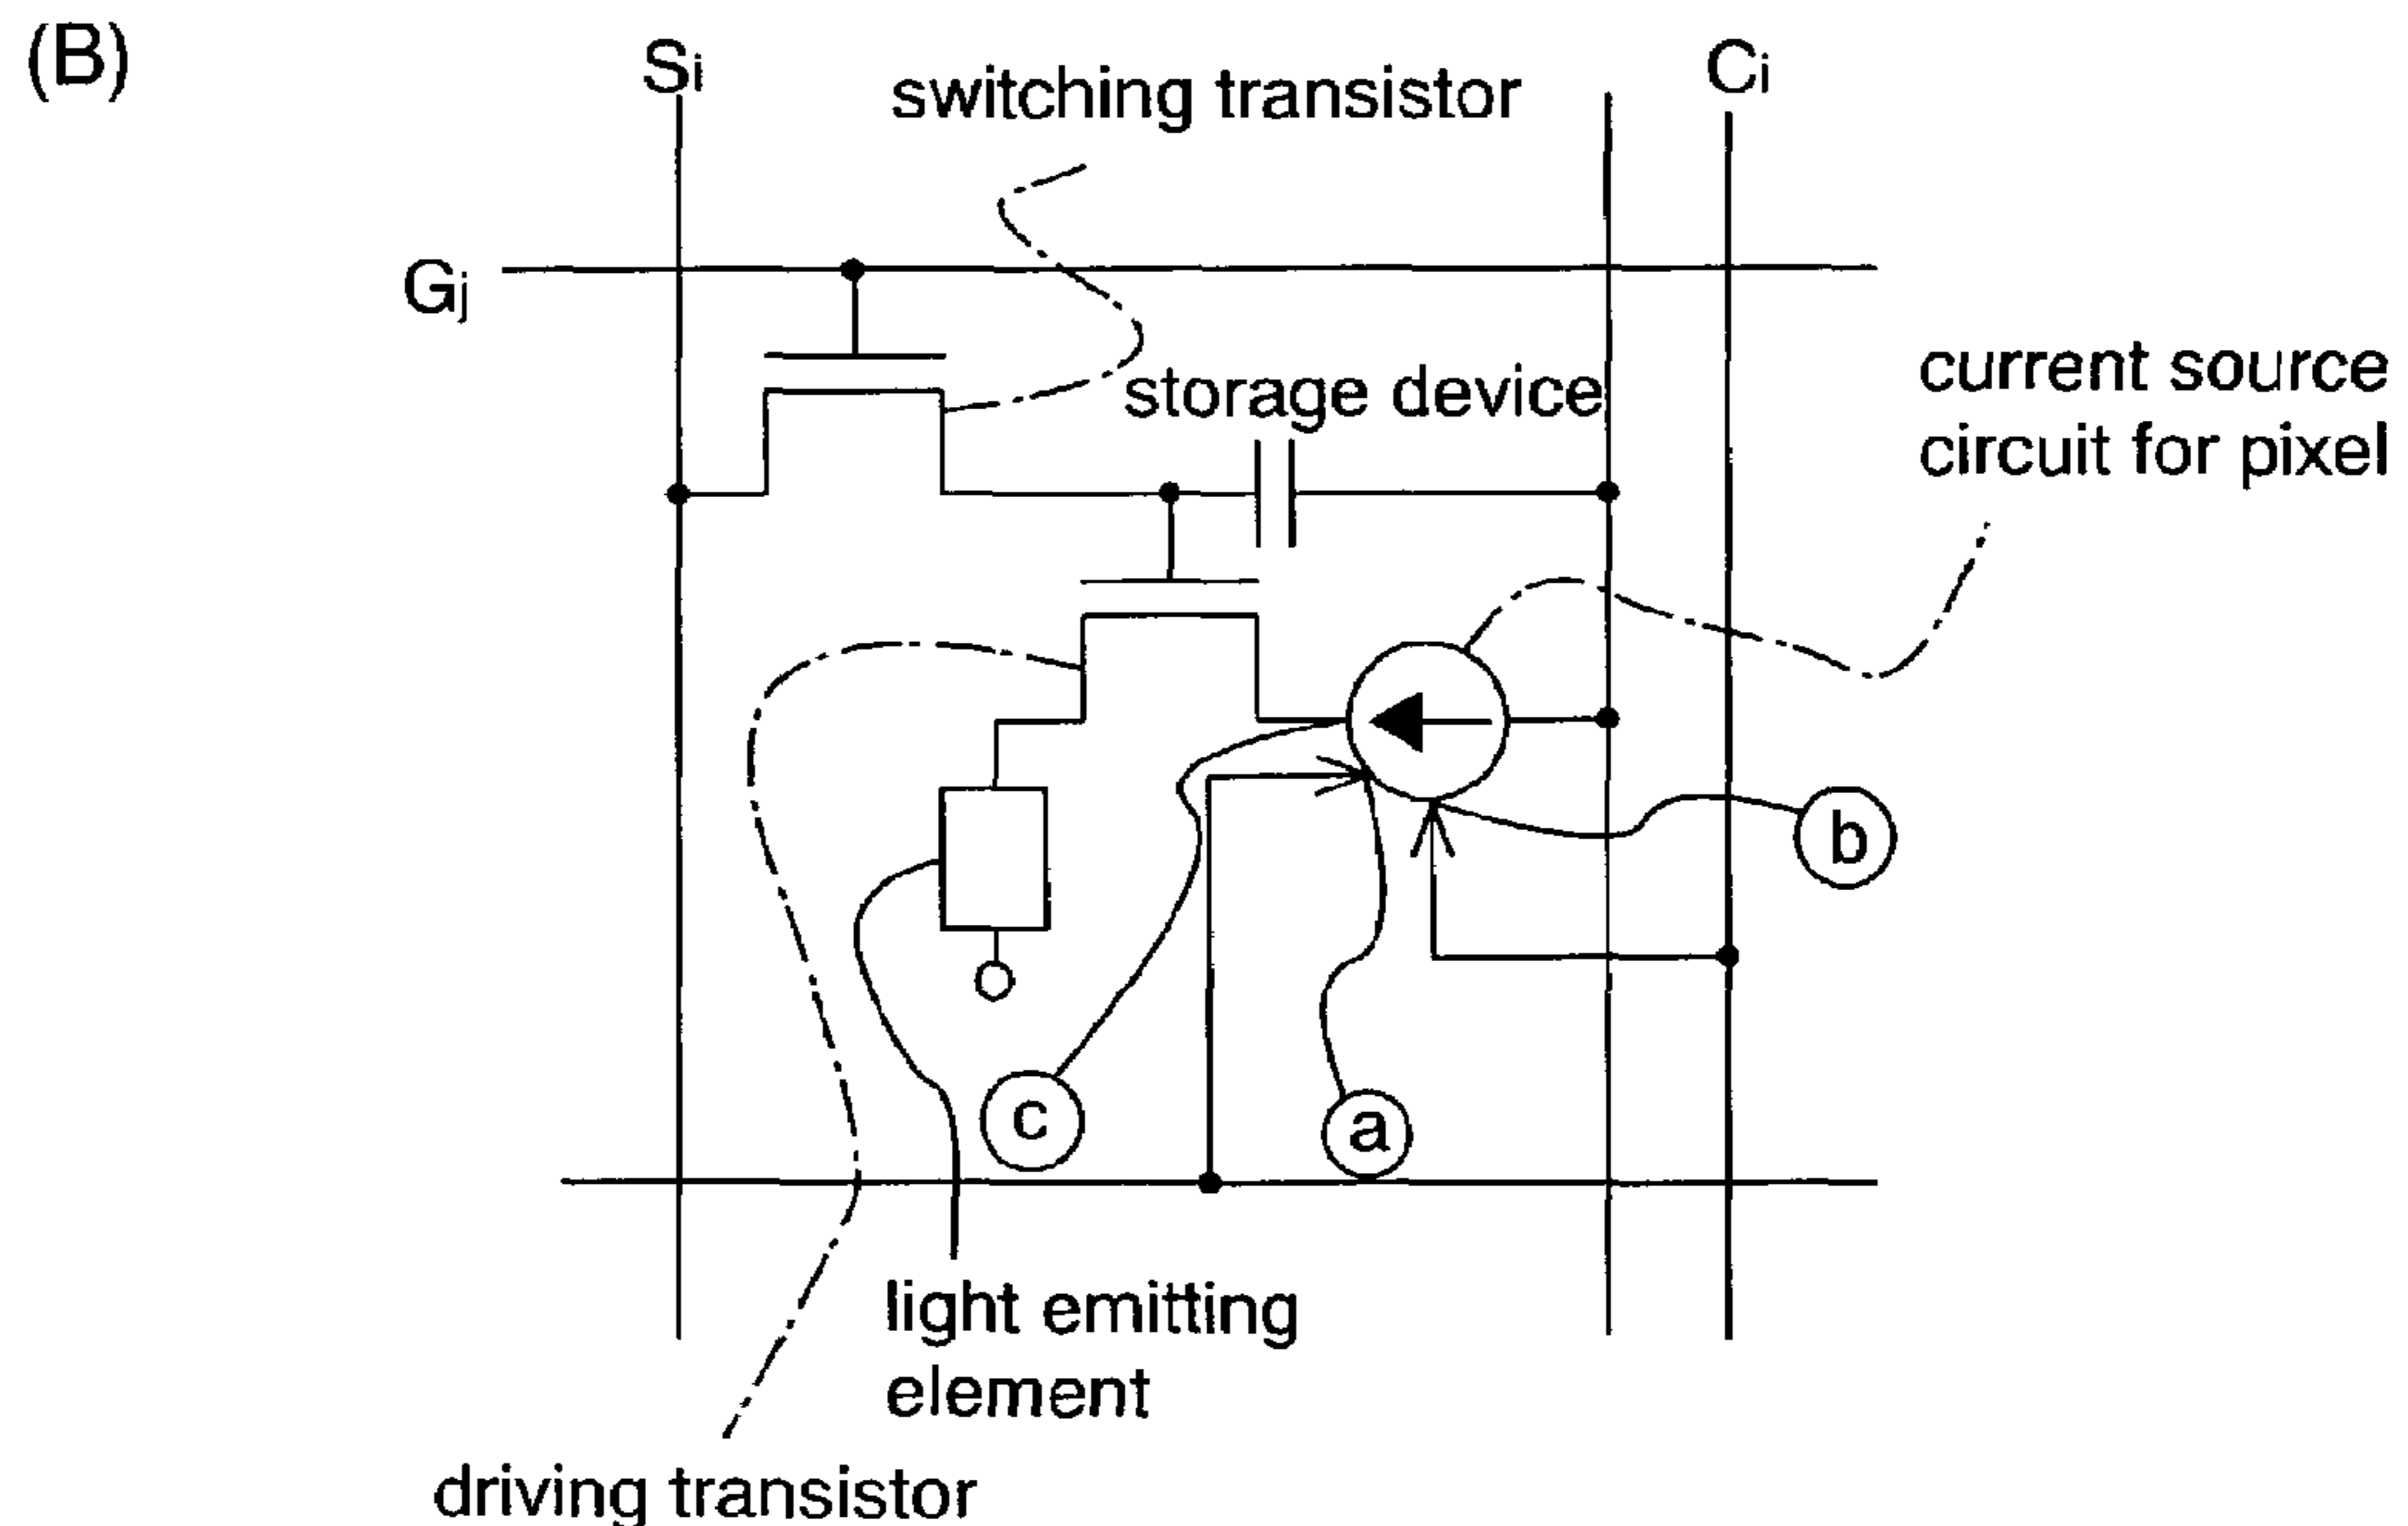 (B)
Si
Ci
switching transistor
Gj
storage device
current source
circuit for pixel
b
c
a
light emitting
element
driving transistor